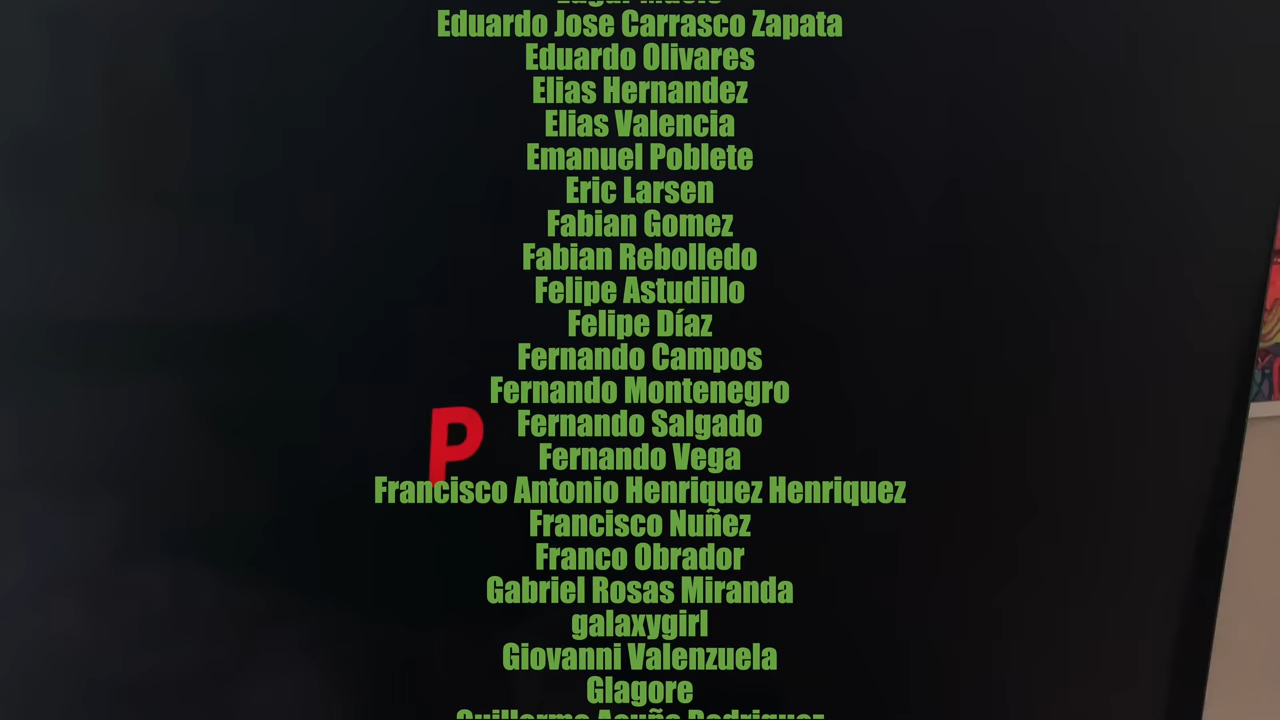 Eduardo Jose Carrasco Zapata
Eduardo Olivares
Elias Hernandez
Elias Valencia
Emanuel Poblete
Eric Larsen
Fabian Gomez
Fabian Rebolledo
Felipe Astudillo
Felipe Díaz
Fernando Campos
Fernando Montenegro
P
Fernando Salgado
Fernando Vega
Francisco Antonio Henriquez Henriquez
Francisco Nuñez
Franco Obrador
Gabriel Rosas Miranda
galaxygirl
Giovanni Valenzuela
Glagore